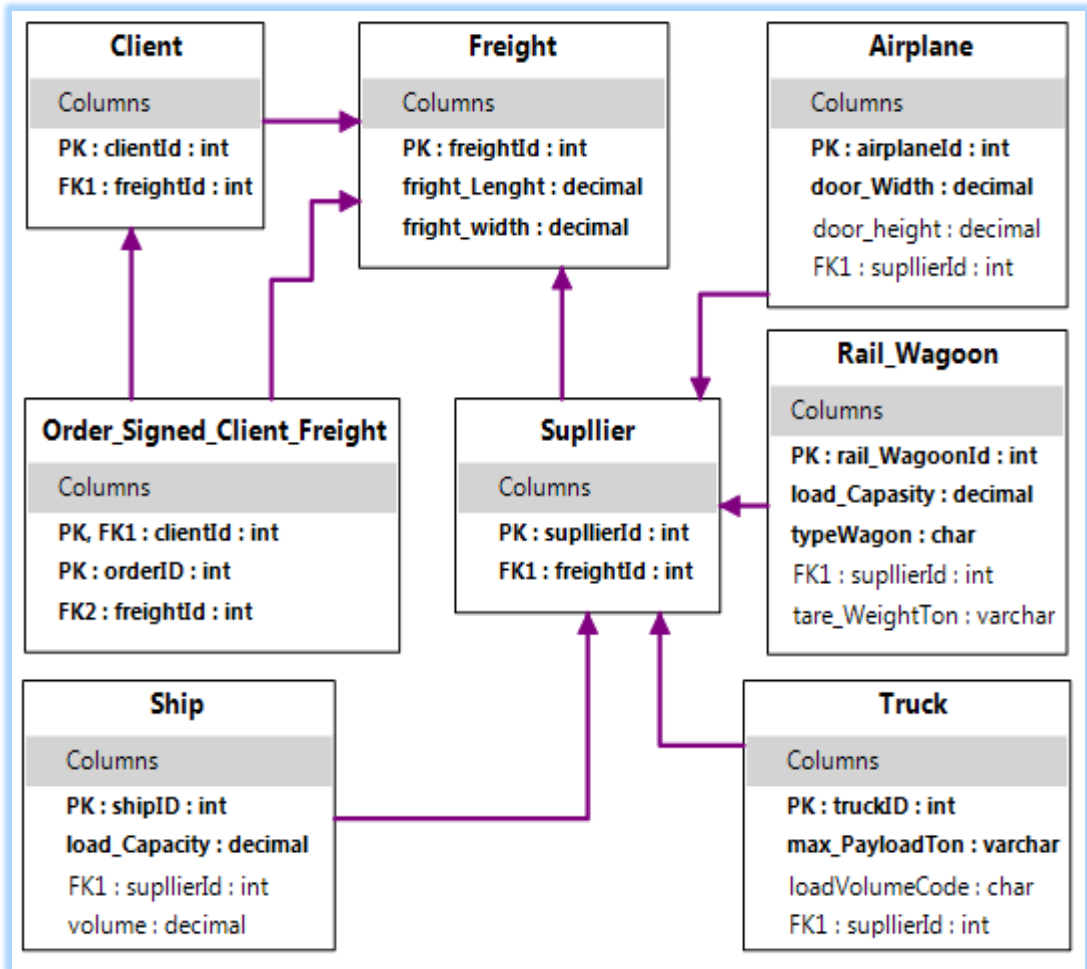 Client
Columns
PK : clientId : int
FK1 : freightId : int
Freight
Columns
PK : freightId : int
fright_Lenght : decimal
fright_width : decimal
Airplane
Columns
PK : airplaneId : int
door_Width : decimal
door_height : decimal
FK1 : supllierId : int
Order_Signed_Client_Freight
Columns
PK, FK1 : clientId : int
PK : orderID : int
FK2 : freightId : int
Supllier
Columns
PK : supllierId : int
FK1 : freightId : int
Rail_Wagoon
Columns
PK : rail_WagoonId : int
load_Capasity : decimal
typeWagon : char
FK1 : supllierId : int
tare_WeightTon : varchar
Ship
Columns
PK : shipID : int
load_Capacity : decimal
FK1 : supllierId : int
volume : decimal
Truck
Columns
PK : truckID : int
max_PayloadTon : varchar
loadVolumeCode : char
FK1 : supllierId : int